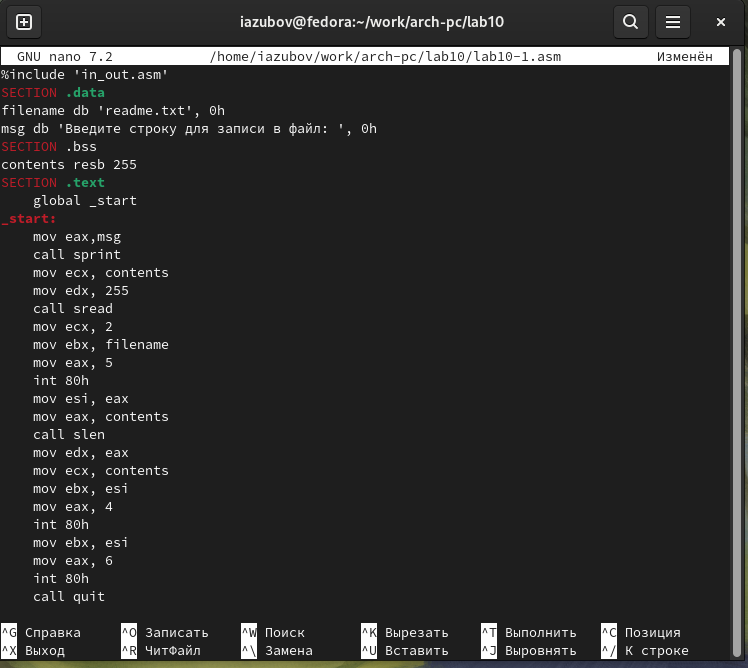 iazubov@fedora:~/work/arch-pc/lab10
GNU nano 7.2 /home/iazubov/work/arch-pc/lab10/lab10-1.asm Изменён
%include 'in_out.asm'
SECTION .data
filename db 'readme.txt', 0h
msg db 'Введите строку для записи в файл: ', 0h
SECTION .bss
contents resb 255
SECTION .text
    global _start
_start:
    mov eax,msg
    call sprint
    mov ecx, contents
    mov edx, 255
    call sread
    mov ecx, 2
    mov ebx, filename
    mov eax, 5
    int 80h
    mov esi, eax
    mov eax, contents
    call slen
    mov edx, eax
    mov ecx, contents
    mov ebx, esi
    mov eax, 4
    int 80h
    mov ebx, esi
    mov eax, 6
    int 80h
    call quit
^G Справка ^O Записать ^W Поиск ^K Вырезать ^T Выполнить ^C Позиция
^X Выход ^R ЧитФайл ^\ Замена ^U Вставить ^J Выровнять ^/ К строке